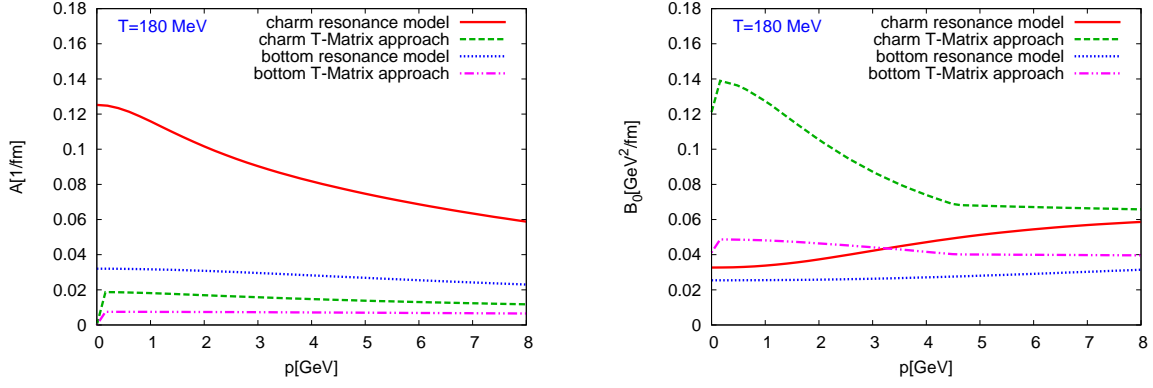 T=180 MeV
charm resonance model
charm T-Matrix approach
bottom resonance model
bottom T-Matrix approach
A[1/fm]
0.18
0.16
0.14
0.12
0.1
0.08
0.06
0.04
0.02
0
0 1 2 3 4 5 6 7 8
p[GeV]
T=180 MeV
charm resonance model
charm T-Matrix approach
bottom resonance model
bottom T-Matrix approach
B₀[GeV²/fm]
0.18
0.16
0.14
0.12
0.1
0.08
0.06
0.04
0.02
0
0 1 2 3 4 5 6 7 8
p[GeV]